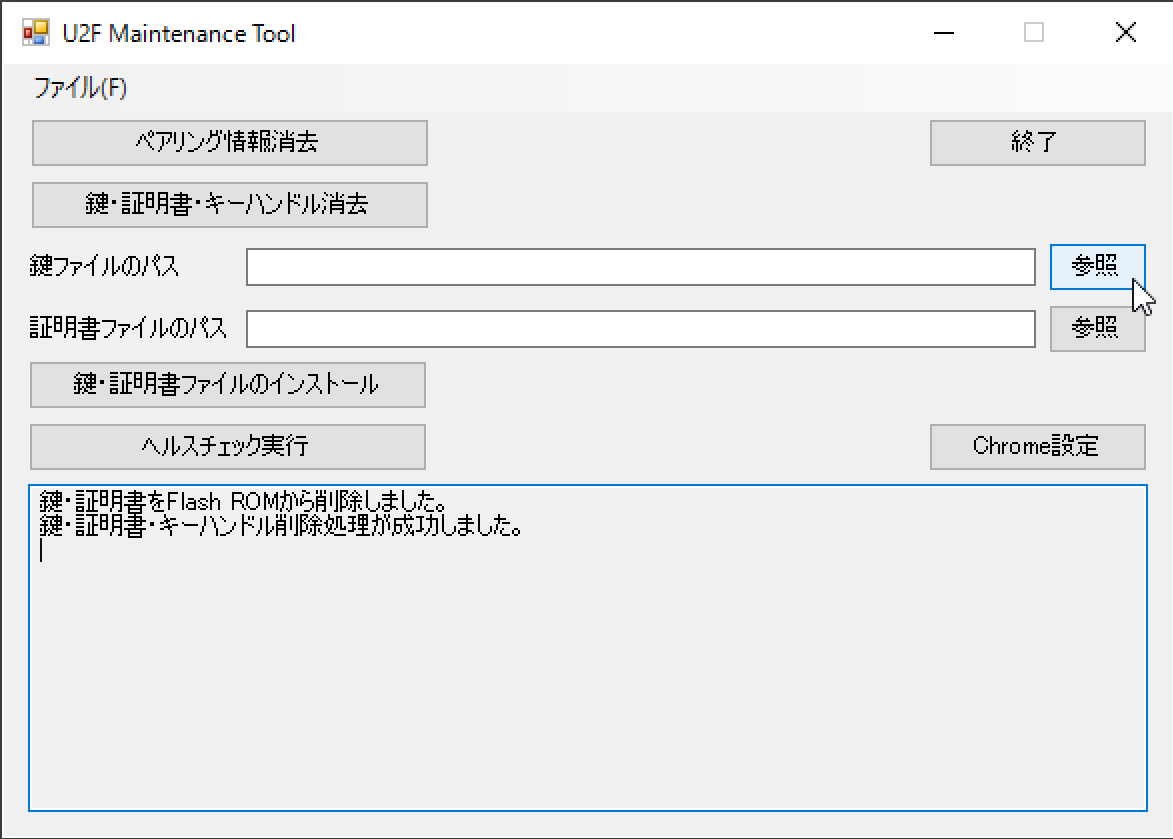 U2F Maintenance Tool
ファイル(F)
ペアリング情報消去
終了
鍵・証明書・キーハンドル消去
鍵ファイルのパス
参照
証明書ファイルのパス
参照
鍵・証明書ファイルのインストール
ヘルスチェック実行
Chrome設定
鍵・証明書をFlash ROMから削除しました。
鍵・証明書・キーハンドル削除処理が成功しました。